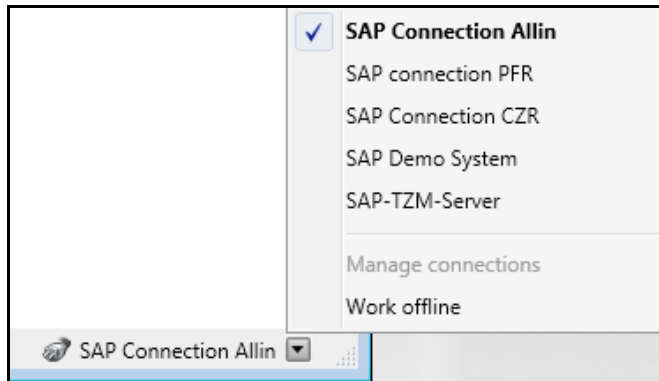 SAP Connection Allin
SAP connection PFR
SAP Connection CZR
SAP Demo System
SAP-TZM-Server
Manage connections
Work offline
SAP Connection Allin